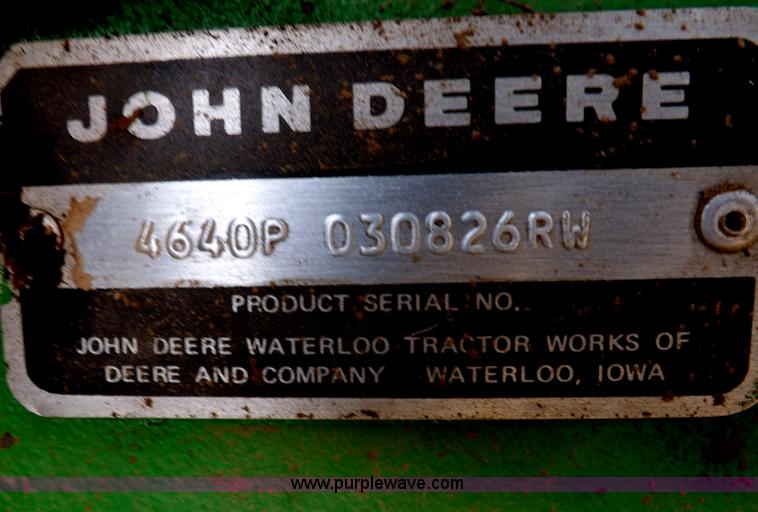 JOHN DEERE
4640P 030826RW
PRODUCT SERIAL NO.
JOHN DEERE WATERLOO TRACTOR WORKS OF
DEERE AND COMPANY WATERLOO, IOWA
www.purplewave.com